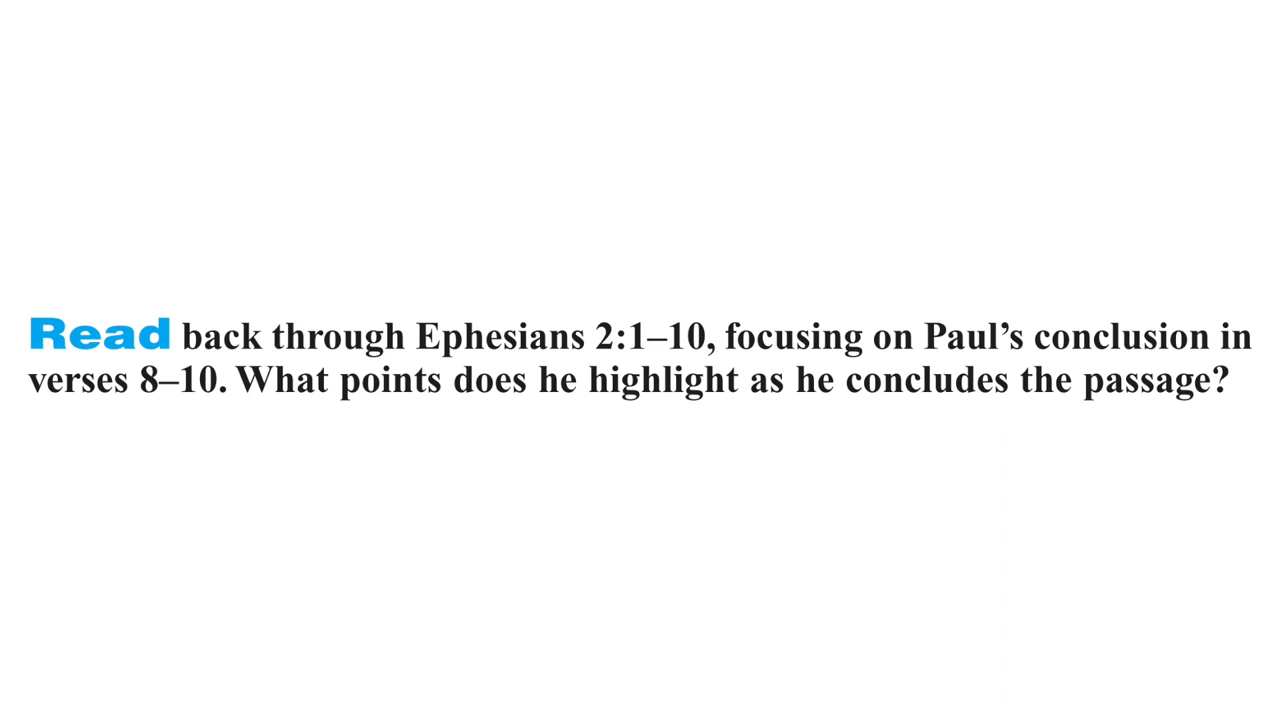 Read back through Ephesians 2:1–10, focusing on Paul’s conclusion in
verses 8–10. What points does he highlight as he concludes the passage?